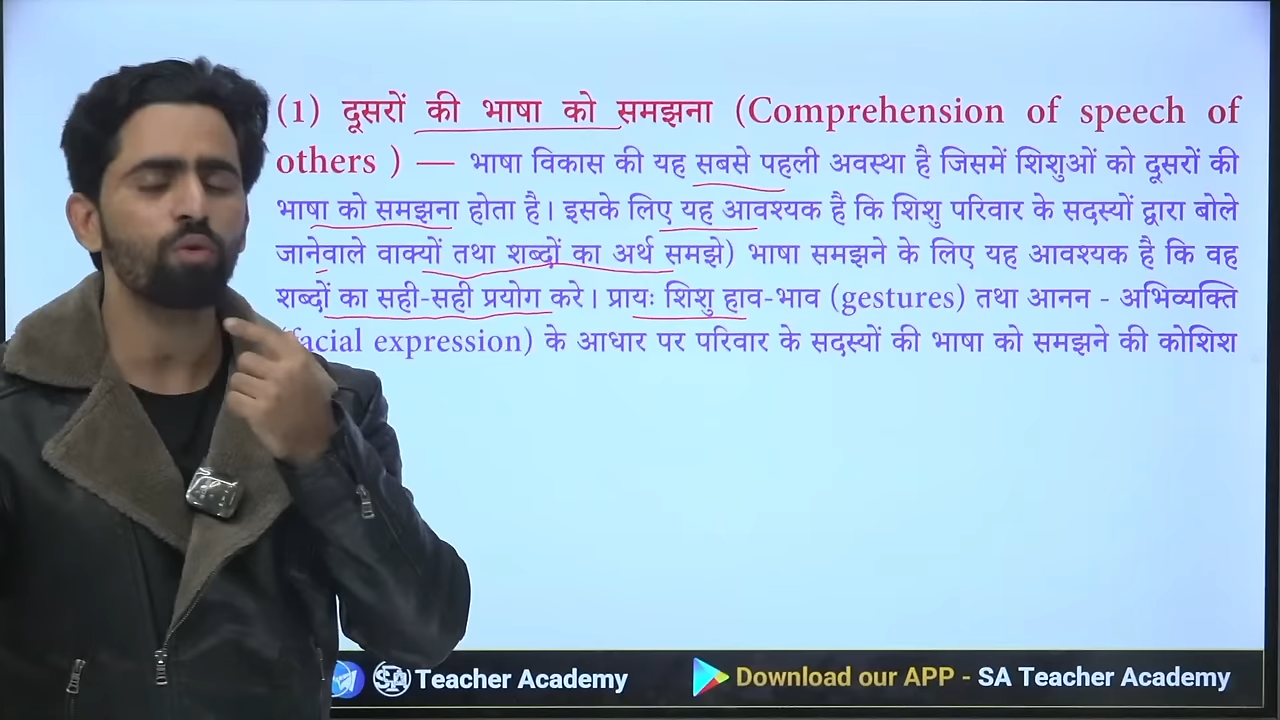 (1) दूसरों की भाषा को समझना (Comprehension of speech of
others ) — भाषा विकास की यह सबसे पहली अवस्था है जिसमें शिशुओं को दूसरों की
भाषा को समझना होता है। इसके लिए यह आवश्यक है कि शिशु परिवार के सदस्यों द्वारा बोले
जानेवाले वाक्यों तथा शब्दों का अर्थ समझे) भाषा समझने के लिए यह आवश्यक है कि वह
शब्दों का सही-सही प्रयोग करे। प्रायः शिशु हाव-भाव (gestures) तथा आनन - अभिव्यक्ति
(facial expression) के आधार पर परिवार के सदस्यों की भाषा को समझने की कोशिश
SA Teacher Academy Download our APP - SA Teacher Academy